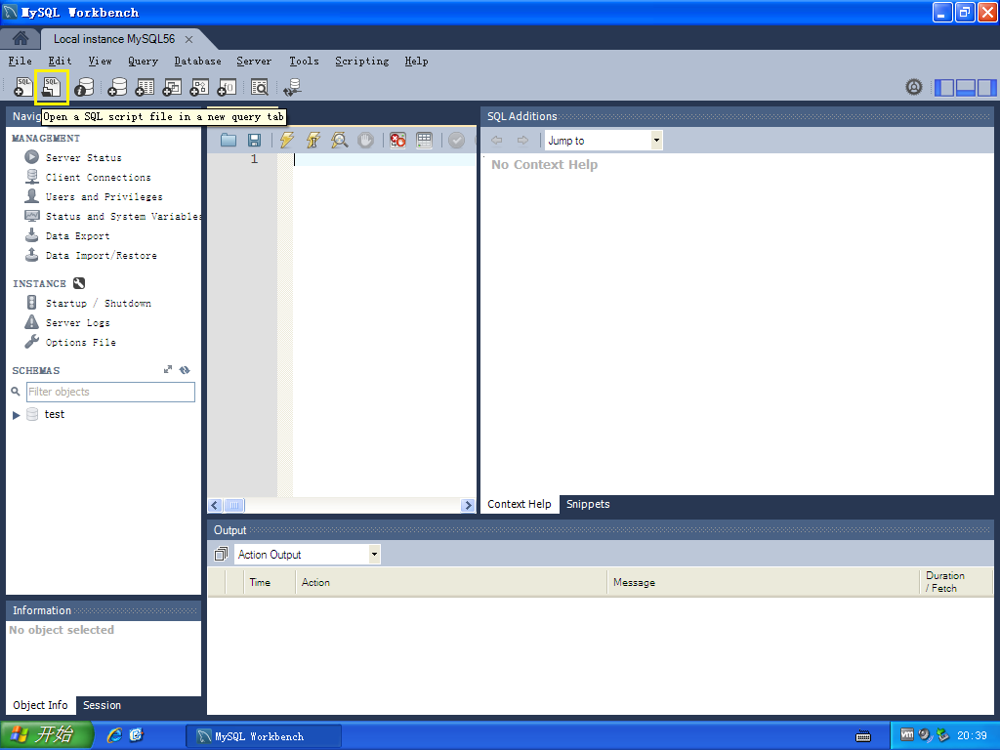 MySQL Workbench
Local instance MySQL56
File Edit View Query Database Server Tools Scripting Help
SQL SQL
Open a SQL script file in a new query tab
Navig
SQL Additions
MANAGEMENT
Server Status
Client Connections
Users and Privileges
Status and System Variables
Data Export
Data Import/Restore
INSTANCE
Startup / Shutdown
Server Logs
Options File
SCHEMAS
Filter objects
test
1
Jump to
No Context Help
Context Help Snippets
Output
Action Output
Time Action Message Duration
/ Fetch
Information
No object selected
Object Info Session
开始
MySQL Workbench
vm
20:39